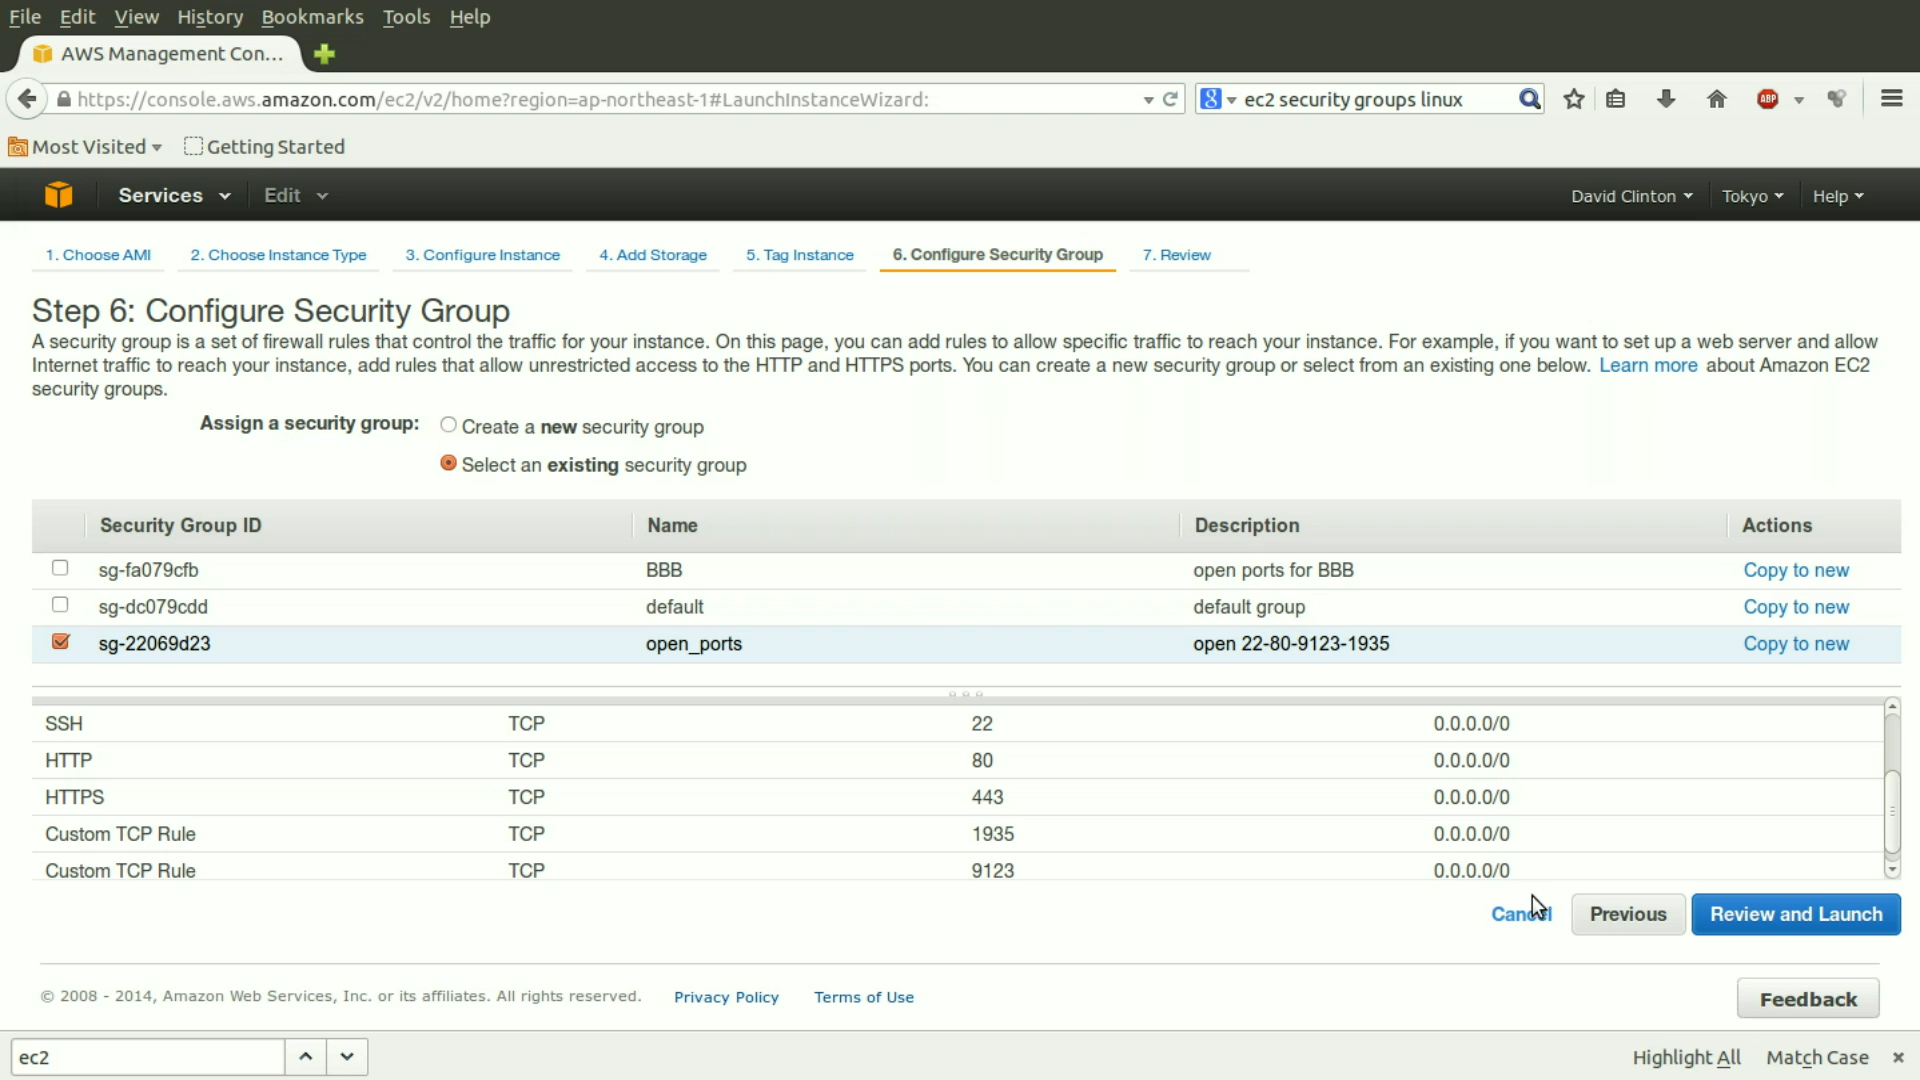 File Edit View History Bookmarks Tools Help
AWS Management Con...
https://console.aws.amazon.com/ec2/v2/home?region=ap-northeast-1#LaunchInstanceWizard:
8 ec2 security groups linux
ABP
Most Visited Getting Started
Services Edit David Clinton Tokyo Help
1. Choose AMI 2. Choose Instance Type 3. Configure Instance 4. Add Storage 5. Tag Instance 6. Configure Security Group 7. Review
Step 6: Configure Security Group
A security group is a set of firewall rules that control the traffic for your instance. On this page, you can add rules to allow specific traffic to reach your instance. For example, if you want to set up a web server and allow
Internet traffic to reach your instance, add rules that allow unrestricted access to the HTTP and HTTPS ports. You can create a new security group or select from an existing one below. Learn more about Amazon EC2
security groups.
Assign a security group: Create a new security group
Select an existing security group
Security Group ID Name Description Actions
sg-fa079cfb BBB open ports for BBB Copy to new
sg-dc079cdd default default group Copy to new
sg-22069d23 open_ports open 22-80-9123-1935 Copy to new
SSH TCP 22 0.0.0.0/0
HTTP TCP 80 0.0.0.0/0
HTTPS TCP 443 0.0.0.0/0
Custom TCP Rule TCP 1935 0.0.0.0/0
Custom TCP Rule TCP 9123 0.0.0.0/0
Cancel Previous Review and Launch
© 2008 - 2014, Amazon Web Services, Inc. or its affiliates. All rights reserved. Privacy Policy Terms of Use
Feedback
ec2 Highlight All Match Case ×